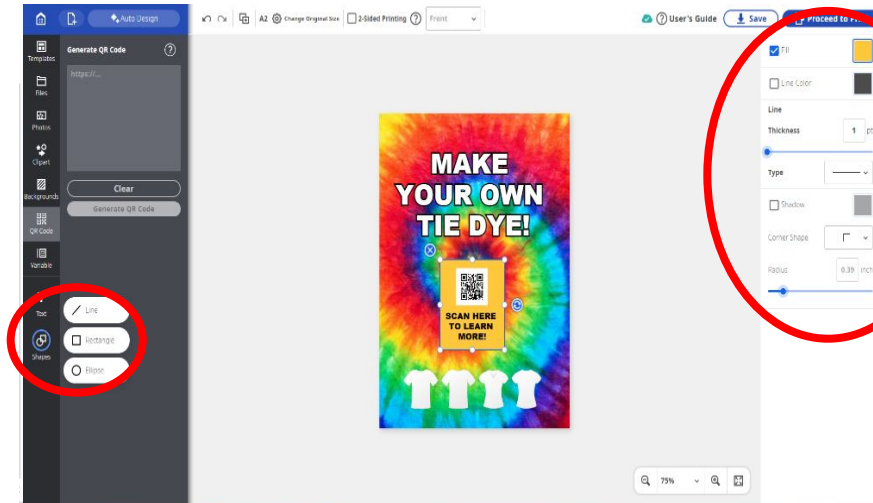 Auto Design
A2 Change Original Size 2-Sided Printing ? Front
? User's Guide Save Proceed to
Templates
Files
Photos
Clipart
Backgrounds
QR Code
Variable
Text
Shapes
Generate QR Code ?
https://...
Clear
Generate QR Code
Line
Rectangle
Ellipse
MAKE
YOUR OWN
TIE DYE!
SCAN HERE
TO LEARN
MORE!
75%
Fill
Line Color
Line
Thickness 1 pt
Type
Shadow
Corner Shape
Radius 0.39 inch